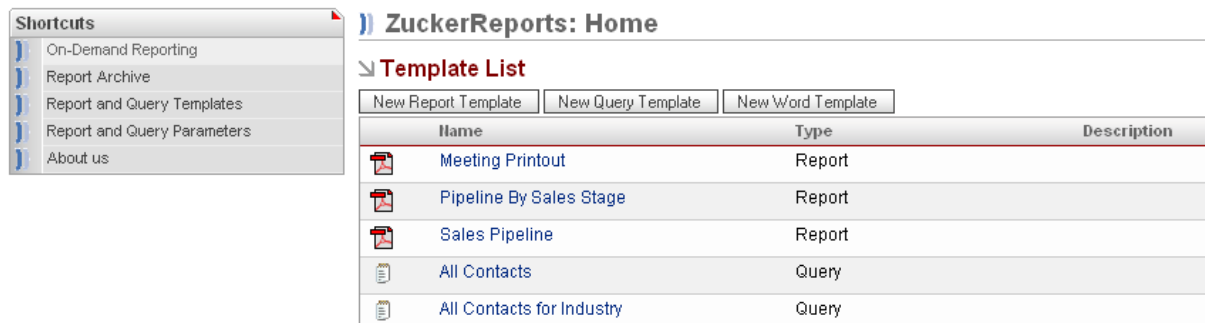 Shortcuts
On-Demand Reporting
Report Archive
Report and Query Templates
Report and Query Parameters
About us
ZuckerReports: Home
Template List
New Report Template New Query Template New Word Template
Name Type Description
Meeting Printout Report
Pipeline By Sales Stage Report
Sales Pipeline Report
All Contacts Query
All Contacts for Industry Query